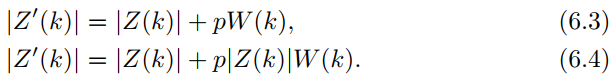 |Z′(k)| = |Z(k)| + pW(k), (6.3)
|Z′(k)| = |Z(k)| + p|Z(k)|W(k). (6.4)